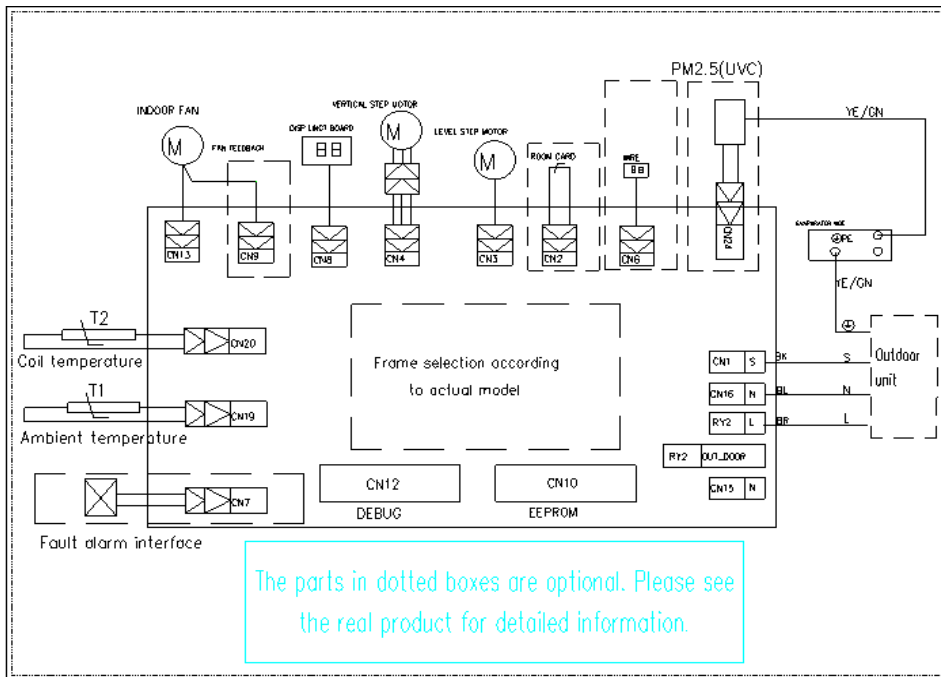 PM2.5(UVC)
INDOOR FAN
VERTICAL STEP MOTOR
YE/GN
DISP LINCT BOARD
LEVEL STEP MOTOR
M
M
M
FAN FEEDBACK
ROOM CARD
WIRE
CN13
CN9
CN8
CN4
CN3
CN2
CN6
CN24
PE
YE/GN
T2
CN20
Coil temperature
Frame selection according
to actual model
CN1 S BK S
Outdoor
unit
T1
CN19
CN16 N BL N
Ambient temperature
RY2 L BR L
RY2 OUT_DOOR
CN7
CN12
CN10
CN15 N
DEBUG
EEPROM
Fault alarm interface
The parts in dotted boxes are optional. Please see
the real product for detailed information.